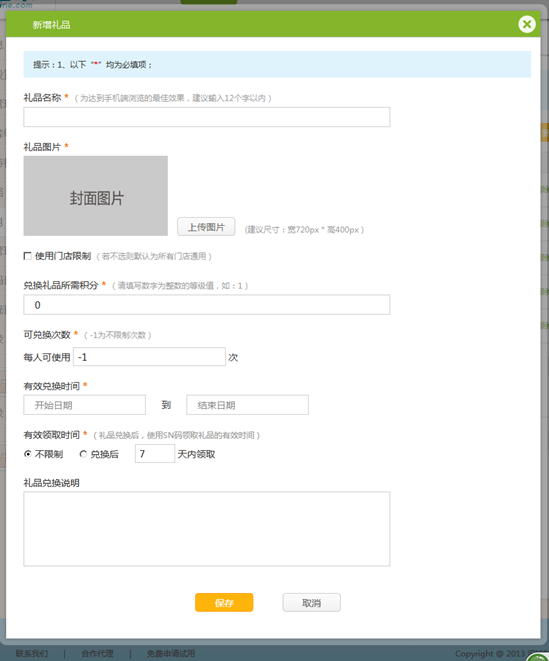 新增礼品
提示：1、以下 "*" 均为必填项；
礼品名称 * （为达到手机端浏览的最佳效果，建议输入12个字以内）
礼品图片 *
封面图片
上传图片 （建议尺寸：宽720px * 高400px）
使用门店限制 （若不选则默认为所有门店通用）
兑换礼品所需积分 * （请填写数字为整数的等级值，如：1）
0
可兑换次数 * （ -1为不限制次数）
每人可使用 -1 次
有效兑换时间 *
开始日期 到 结束日期
有效领取时间 * （礼品兑换后，使用SN码领取礼品的有效时间）
不限制 兑换后 7 天内领取
礼品兑换说明
保存 取消
联系我们 | 合作代理 | 免费申请试用 Copyright @ 2013